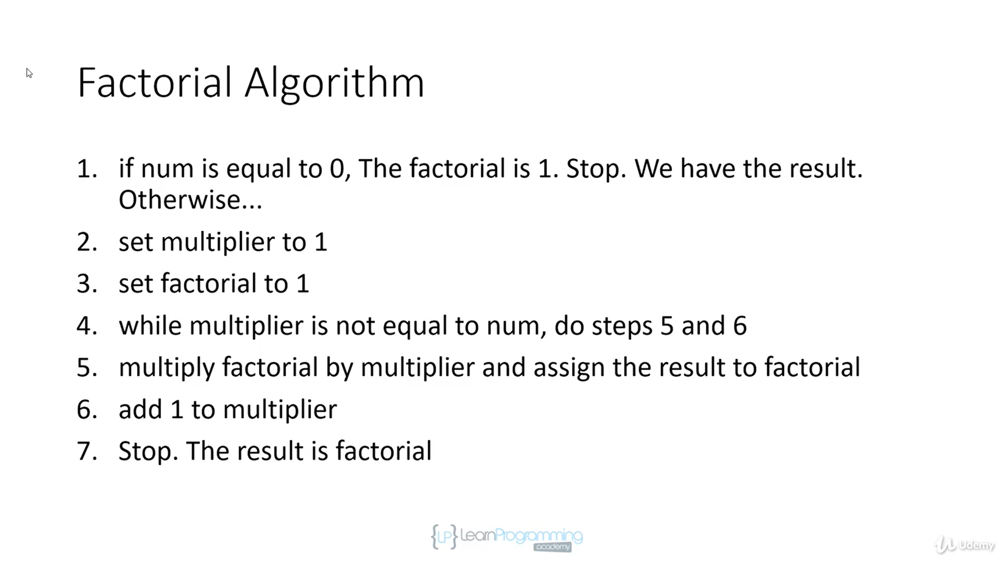 Factorial Algorithm
1. if num is equal to 0, The factorial is 1. Stop. We have the result.
Otherwise...
2. set multiplier to 1
3. set factorial to 1
4. while multiplier is not equal to num, do steps 5 and 6
5. multiply factorial by multiplier and assign the result to factorial
6. add 1 to multiplier
7. Stop. The result is factorial
{LP} LearnProgramming
academy
Udemy